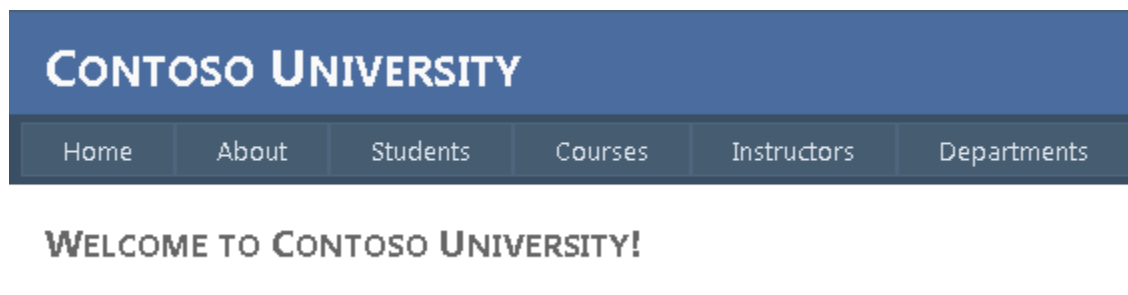 Contoso University
Home About Students Courses Instructors Departments
Welcome to Contoso University!